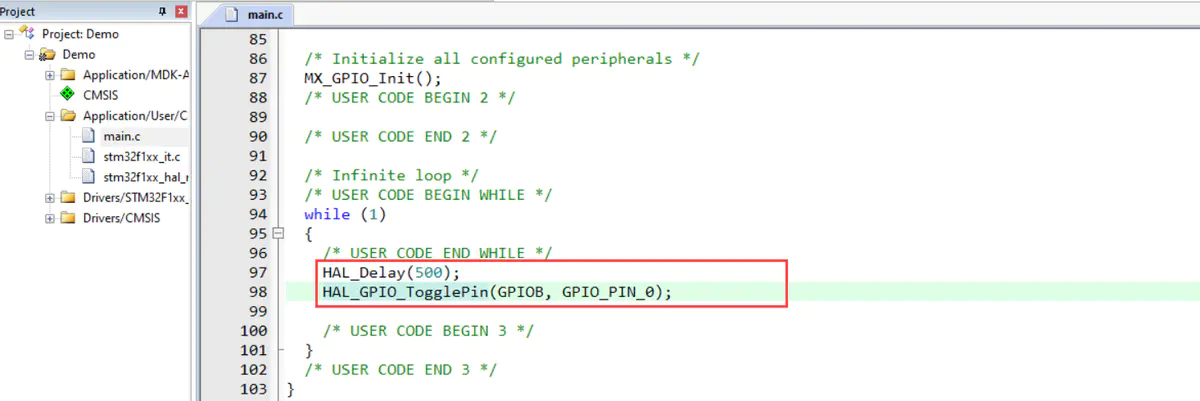 Project
Project: Demo
Demo
Application/MDK-A
CMSIS
Application/User/C
main.c
stm32f1xx_it.c
stm32f1xx_hal_r
Drivers/STM32F1xx_
Drivers/CMSIS
main.c
85
86 /* Initialize all configured peripherals */
87 MX_GPIO_Init();
88 /* USER CODE BEGIN 2 */
89
90 /* USER CODE END 2 */
91
92 /* Infinite loop */
93 /* USER CODE BEGIN WHILE */
94 while (1)
95 {
96 /* USER CODE END WHILE */
97 HAL_Delay(500);
98 HAL_GPIO_TogglePin(GPIOB, GPIO_PIN_0);
99
100 /* USER CODE BEGIN 3 */
101 }
102 /* USER CODE END 3 */
103 }